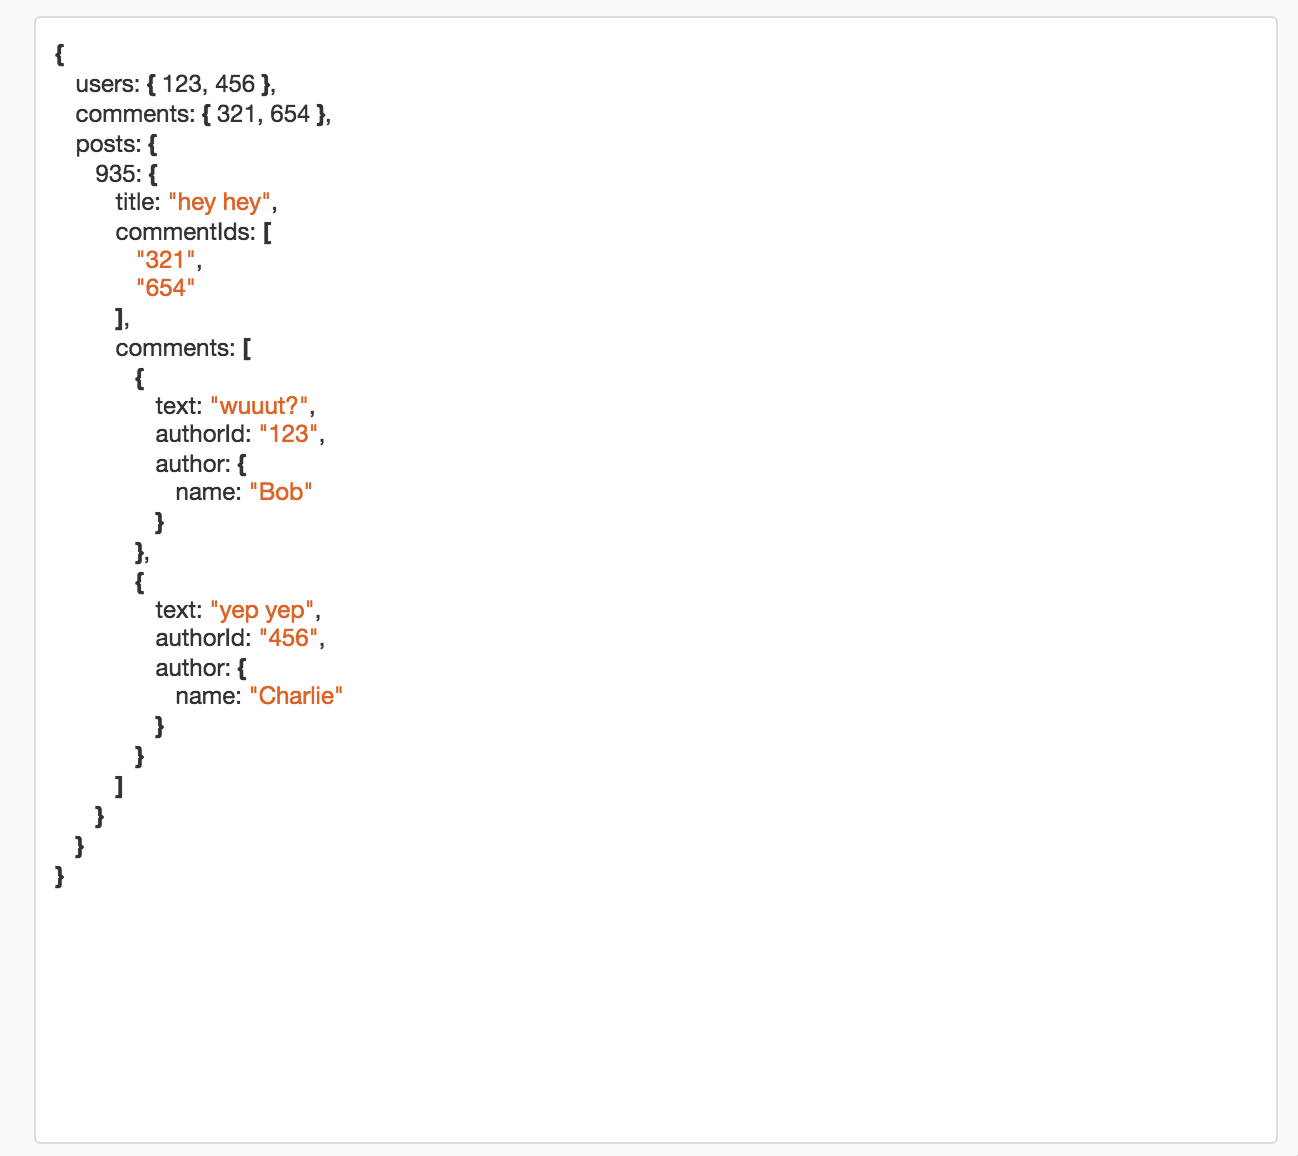 {
users: { 123, 456 },
comments: { 321, 654 },
posts: {
935: {
title: "hey hey",
commentIds: [
"321",
"654"
],
comments: [
{
text: "wuuut?",
authorId: "123",
author: {
name: "Bob"
}
},
{
text: "yep yep",
authorId: "456",
author: {
name: "Charlie"
}
}
]
}
}
}